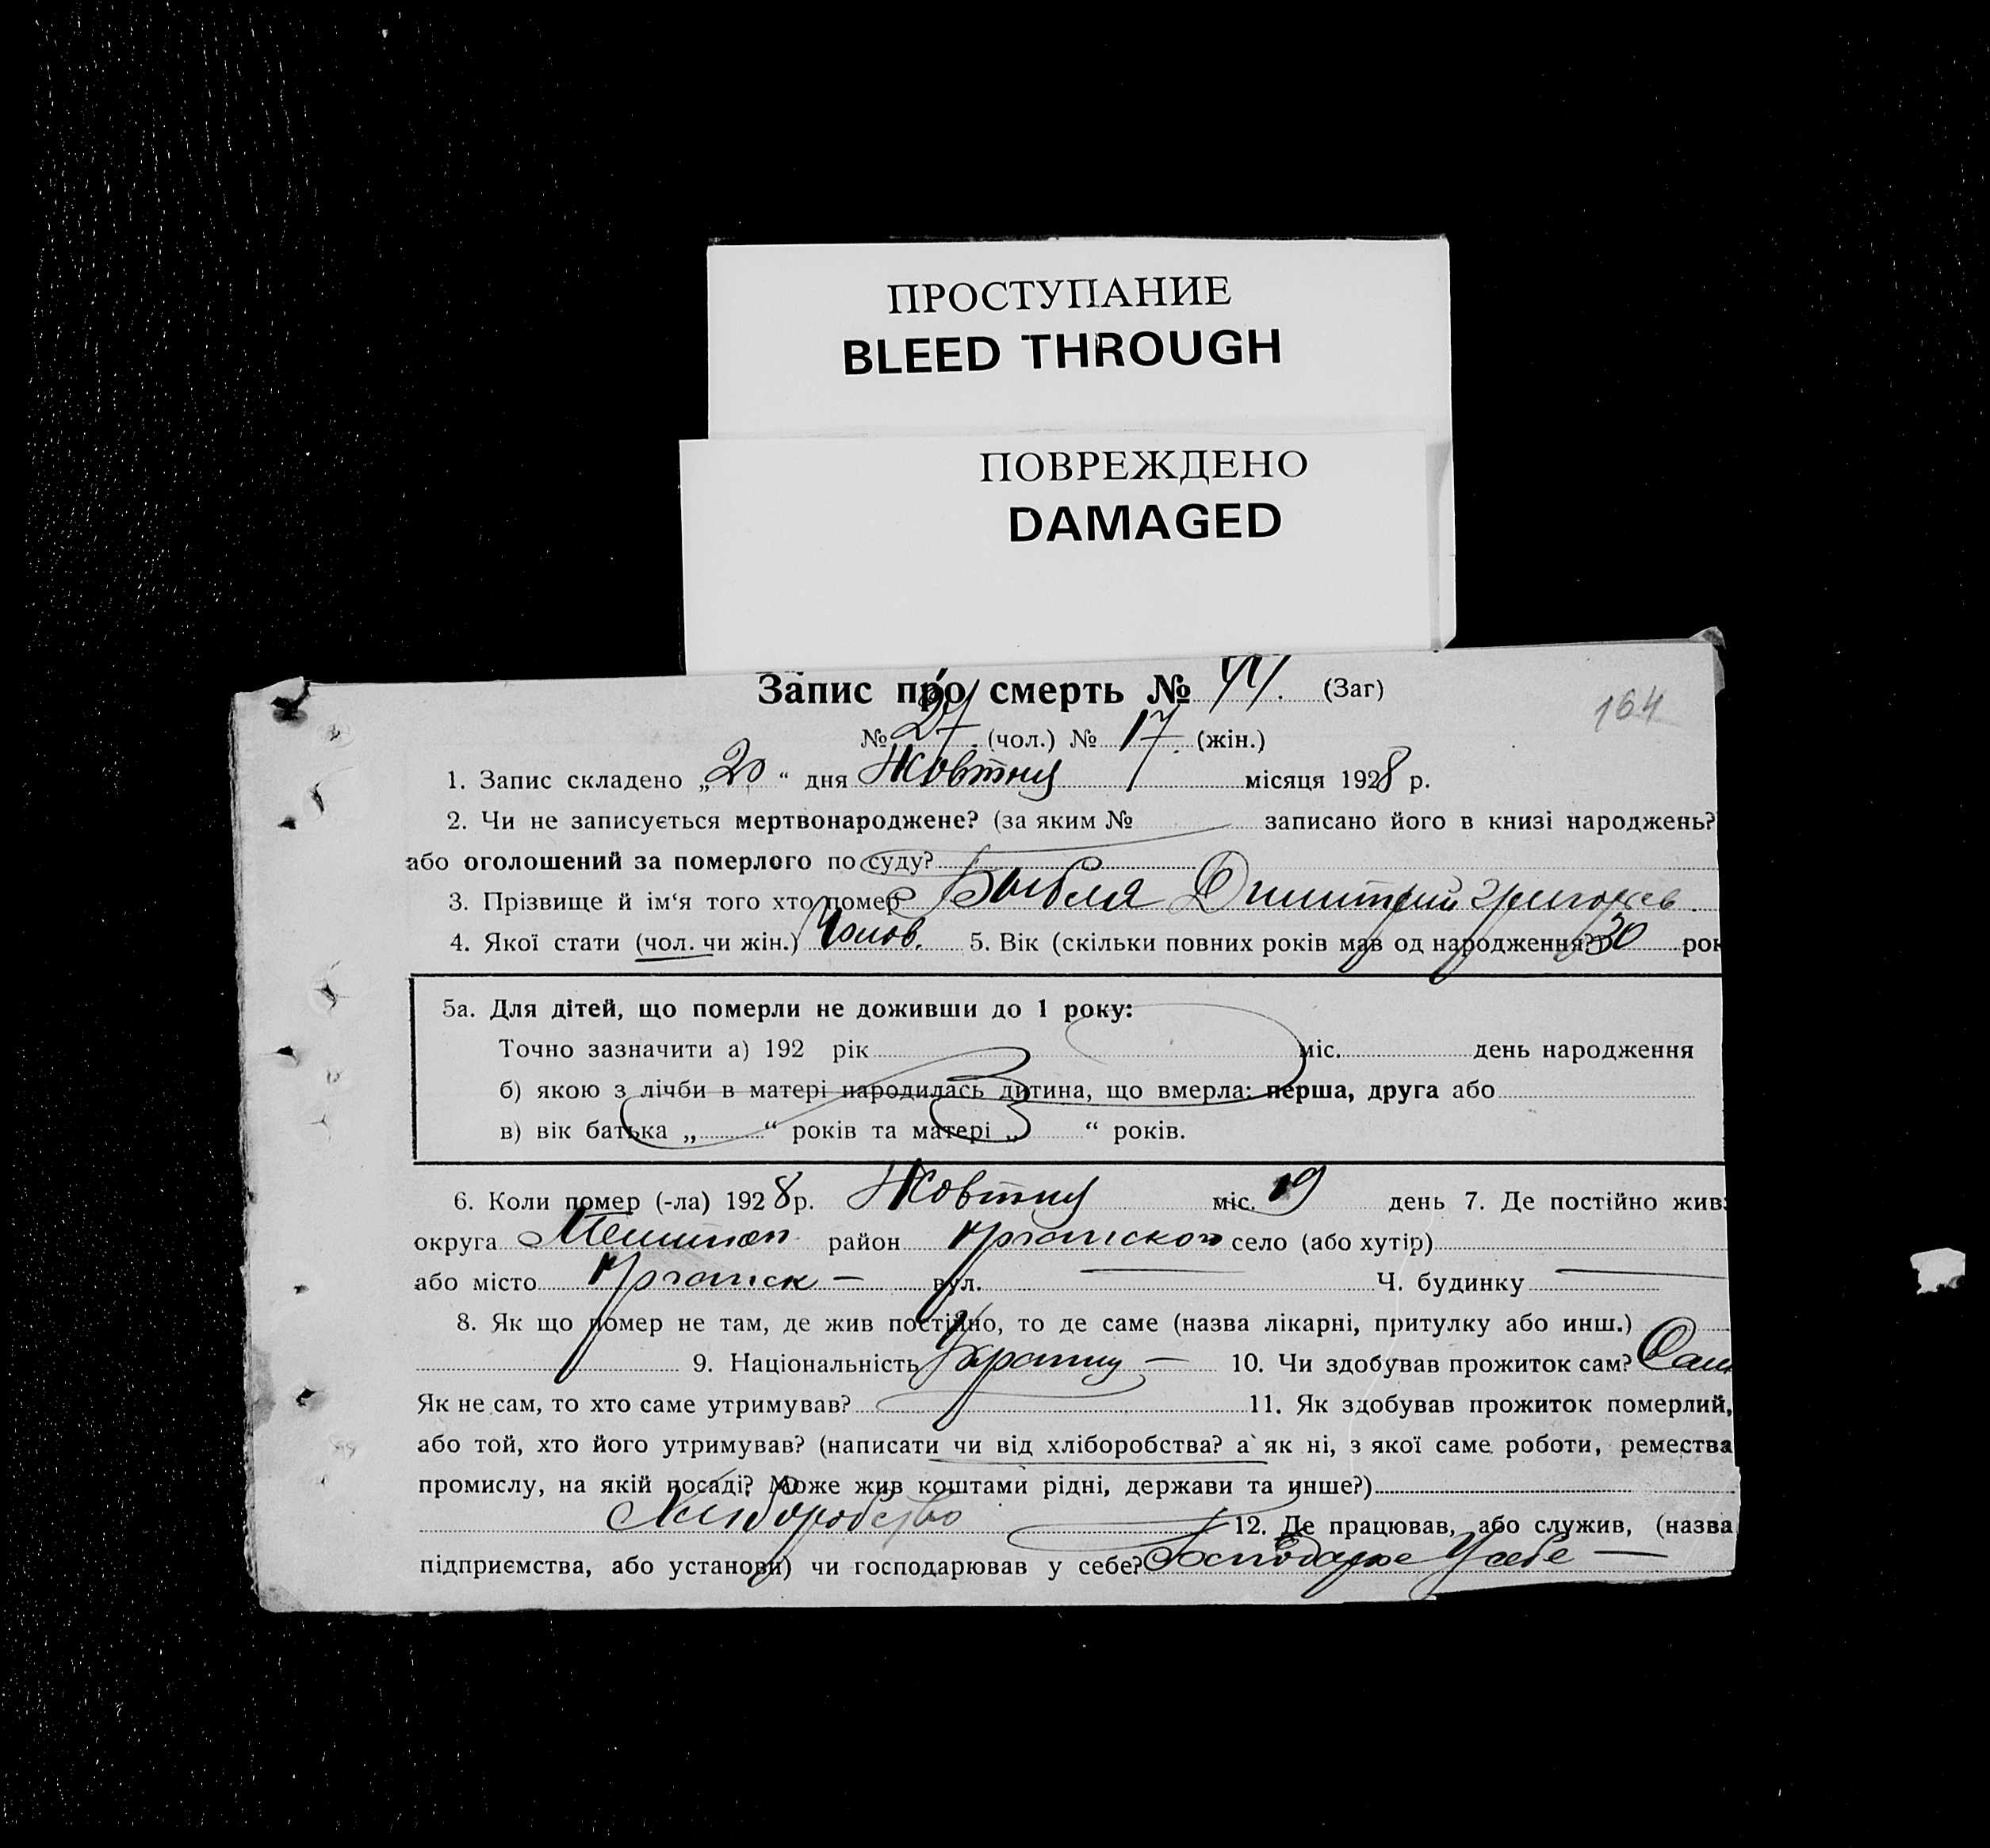 ПРОСТУПАНИЕ
BLEED THROUGH
ПОВРЕЖДЕНО
DAMAGED
Запис про смерть № 44. (Заг)
164
№ 27 (чол.) № 17. (жін.)
1. Запис складено „20“ дня Жовтня місяця 1928 р.
2. Чи не записується мертвонароджене? (за яким № записано його в книзі народжень?
або оголошений за померлого по суду?
3. Прізвище й ім‘я того хто помер Библя Димитрий Григорьев.
4. Якої стати (чол. чи жін.) Чолов. 5. Вік (скільки повних років мав од народження?) 30 рок
5а. Для дітей, що померли не доживши до 1 року:
Точно зазначити а) 192 рік міс. день народження
б) якою з лічби в матері народилась дитина, що вмерла: перша, друга або
в) вік батька „ “ років та матері „ “ років.
6. Коли помер (-ла) 1928 р. Жовтня міс. 19 день 7. Де постійно жив:
округа район село (або хутір)
або місто вул. Ч. будинку
8. Як що помер не там, де жив постійно, то де саме (назва лікарні, притулку або инш.)
9. Національність 10. Чи здобував прожиток сам? Сам
Як не сам, то хто саме утримував? 11. Як здобував прожиток померлий,
або той, хто його утримував? (написати чи від хліборобства? а як ні, з якої саме роботи, ремества
промислу, на якій посаді? Може жив коштами рідні, держави та инше?)
Хліборобство 12. Де працював, або служив, (назва
підприємства, або установи) чи господарював у себе? Господарює у себе